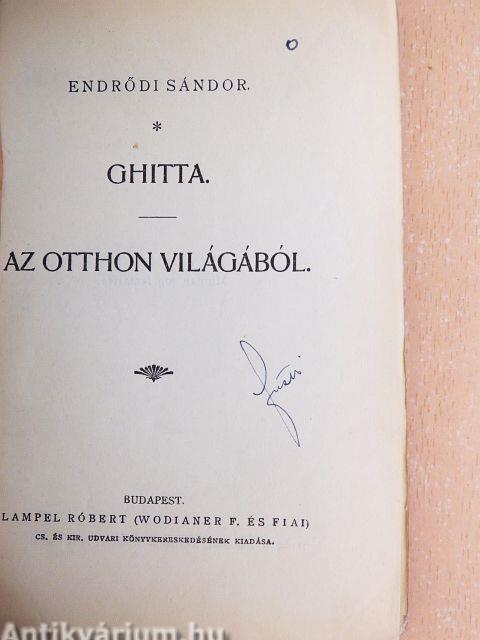 ENDRŐDI SÁNDOR.
*
GHITTA.
AZ OTTHON VILÁGÁBÓL.
BUDAPEST.
LAMPEL RÓBERT (WODIANER F. ÉS FIAI)
CS. ÉS KIR. UDVARI KÖNYVKERESKEDÉSÉNEK KIADÁSA.
Antikvárium.hu